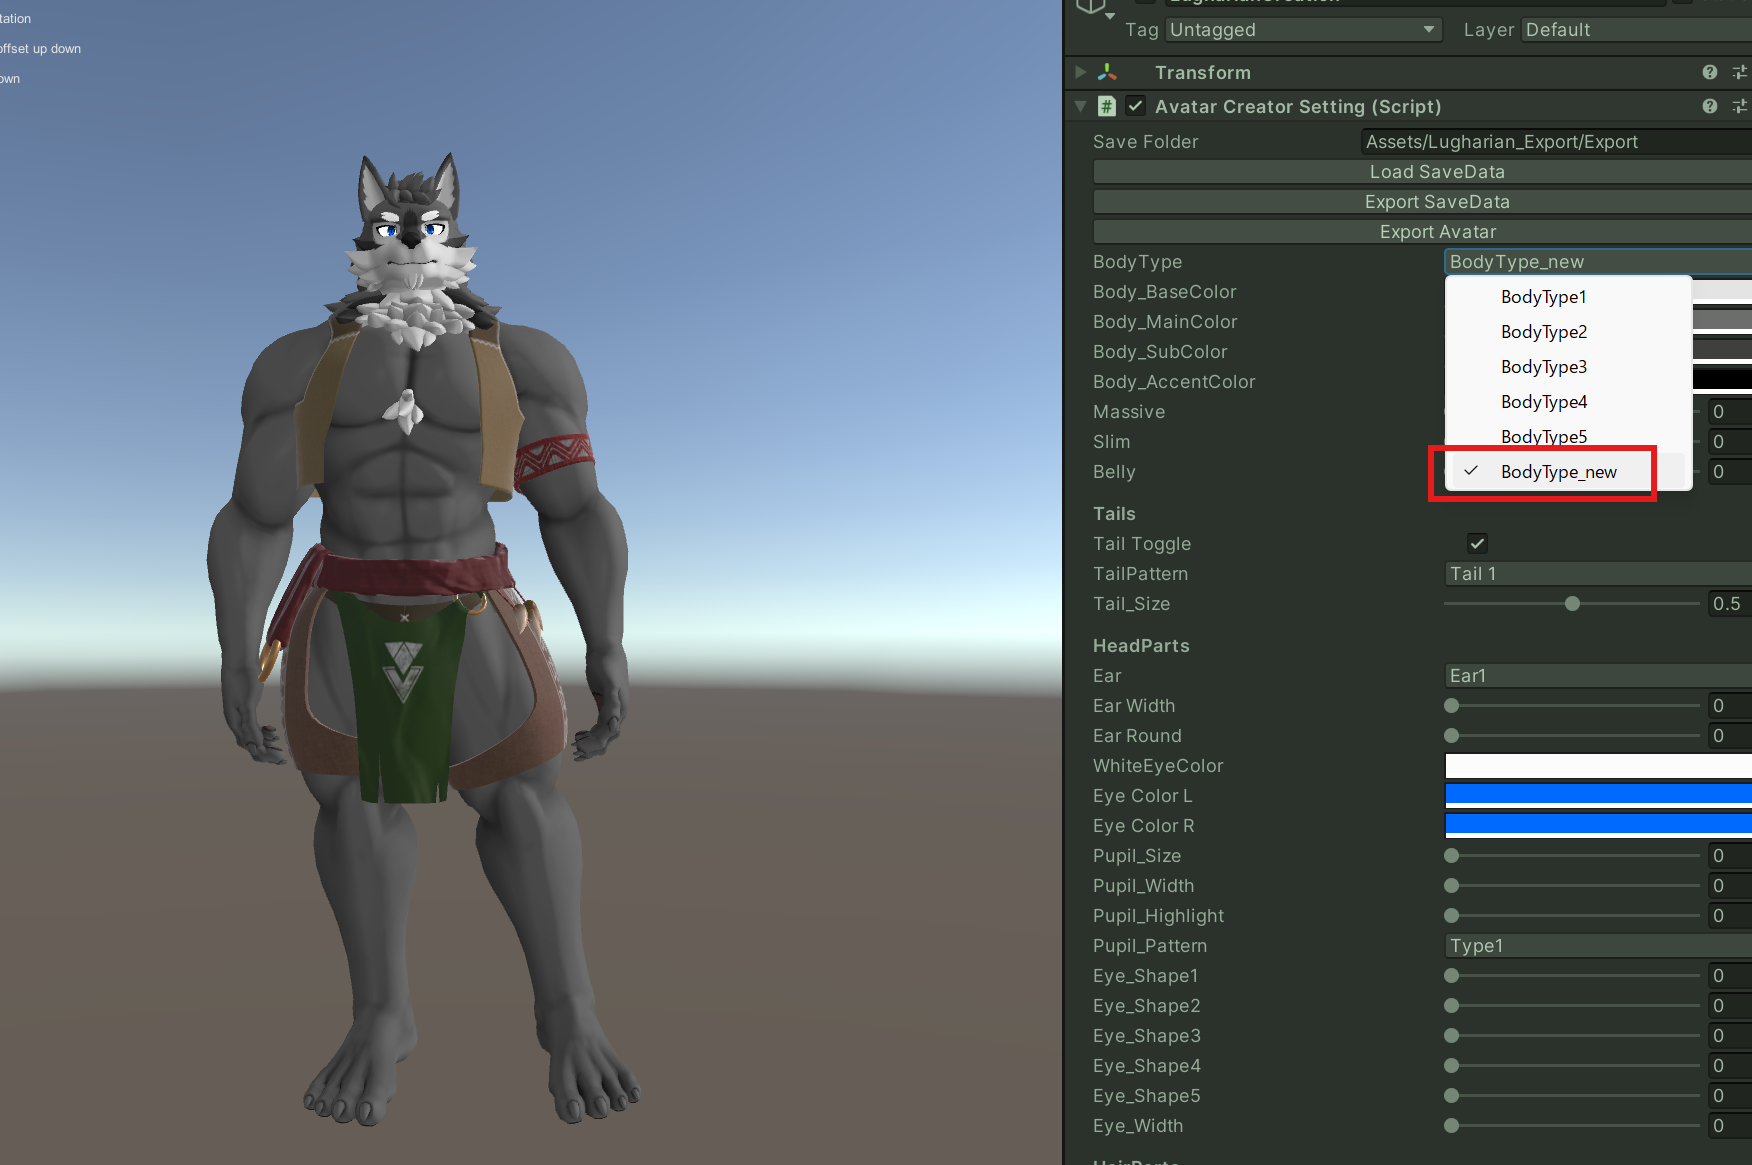 offset up down
Tag Untagged Layer Default
Transform
# Avatar Creator Setting (Script)
Save Folder Assets/Lugharian_Export/Export
Load SaveData
Export SaveData
Export Avatar
BodyType BodyType_new
Body_BaseColor
BodyType1
Body_MainColor
BodyType2
Body_SubColor
BodyType3
Body_AccentColor
BodyType4
Massive 0
BodyType5
Slim 0
Belly 0
BodyType_new
Tails
Tail Toggle
TailPattern Tail 1
Tail_Size 0.5
HeadParts
Ear Ear1
Ear Width 0
Ear Round 0
WhiteEyeColor
Eye Color L
Eye Color R
Pupil_Size 0
Pupil_Width 0
Pupil_Highlight 0
Pupil_Pattern Type1
Eye_Shape1 0
Eye_Shape2 0
Eye_Shape3 0
Eye_Shape4 0
Eye_Shape5 0
Eye_Width 0